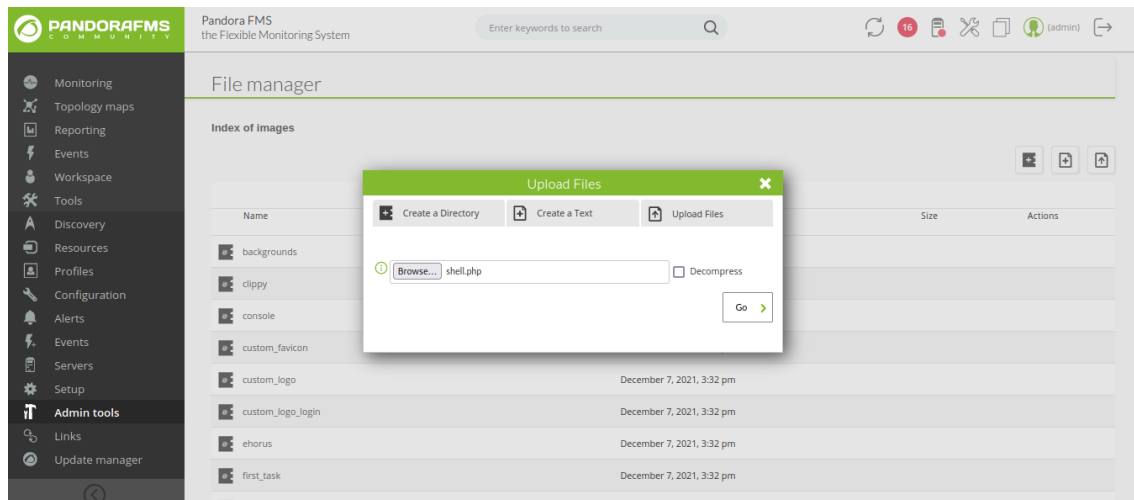 PANDORAFMS
COMMUNITY
Pandora FMS
the Flexible Monitoring System
Enter keywords to search
16
(admin)
Monitoring
Topology maps
Reporting
Events
Workspace
Tools
Discovery
Resources
Profiles
Configuration
Alerts
Events
Servers
Setup
Admin tools
Links
Update manager
File manager
Index of images
Upload Files
Create a Directory
Create a Text
Upload Files
Browse... shell.php
Decompress
Go
Name
Size
Actions
backgrounds
clippy
console
custom_favicon
custom_logo
December 7, 2021, 3:32 pm
custom_logo_login
December 7, 2021, 3:32 pm
ehorus
December 7, 2021, 3:32 pm
first_task
December 7, 2021, 3:32 pm